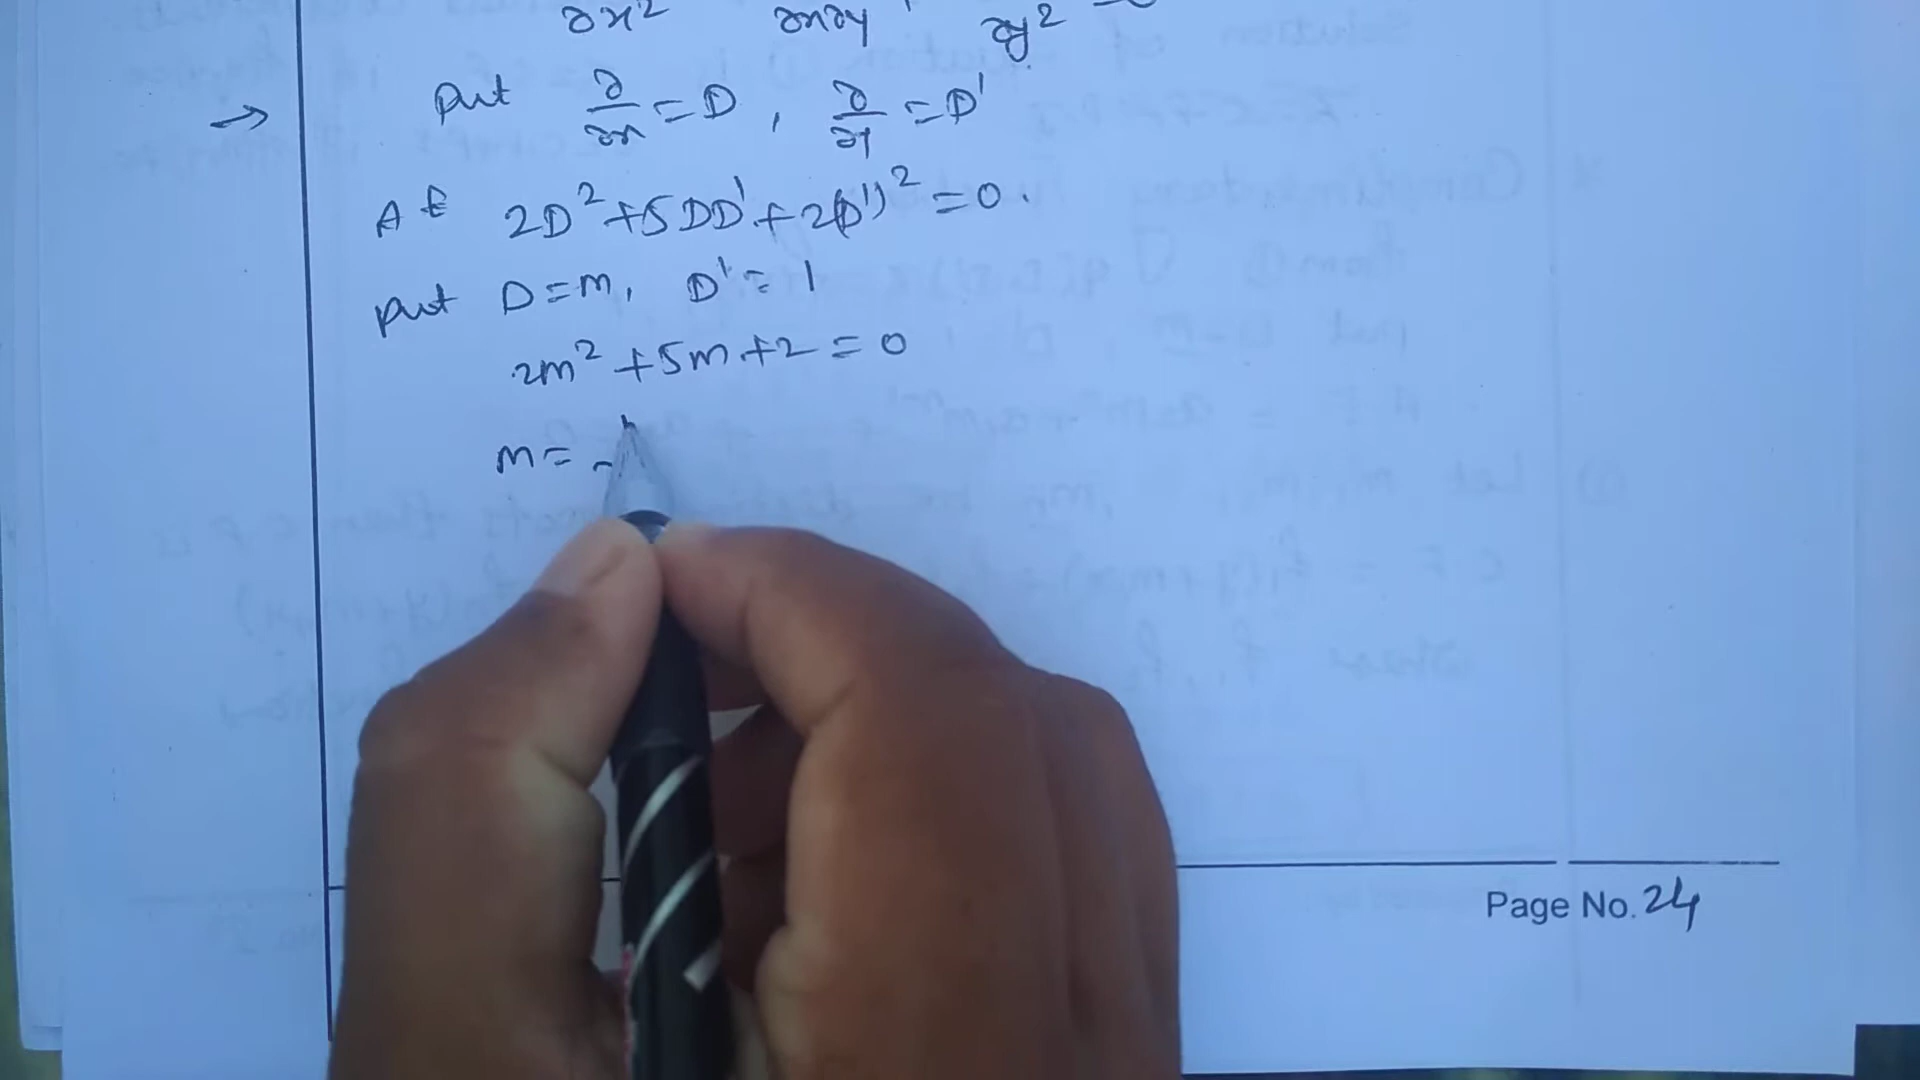 ∂x² ∂x∂y ∂y²
→ put ∂/∂x = D , ∂/∂y = D'
A E 2D² + 5DD' + 2(D')² = 0.
put D = m, D' = 1
2m² + 5m + 2 = 0
m = -
Page No. 24